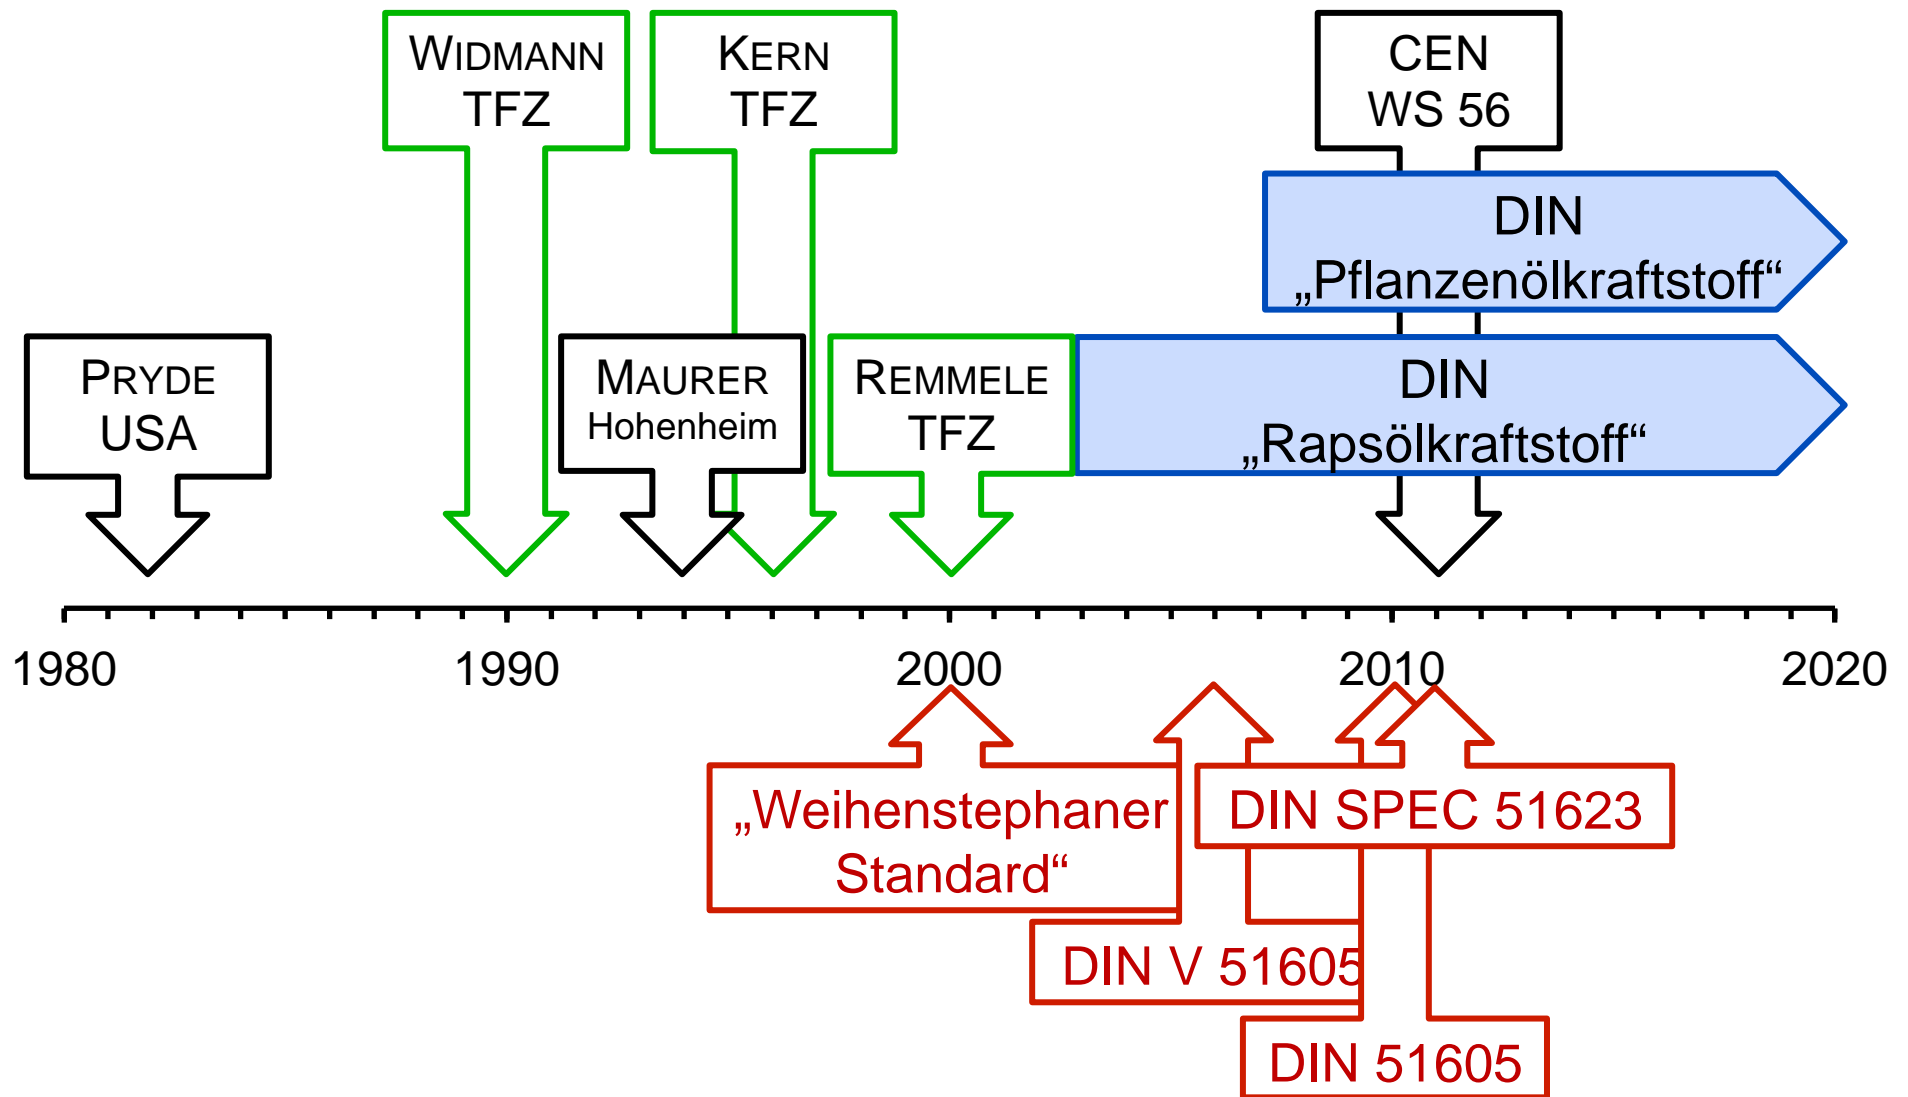 WIDMANN
TFZ
KERN
TFZ
CEN
WS 56
DIN
„Pflanzenölkraftstoff“
PRYDE
USA
MAURER
Hohenheim
REMMELE
TFZ
DIN
„Rapsölkraftstoff“
1980
1990
2000
2010
2020
„Weihenstephaner
Standard“
DIN SPEC 51623
DIN V 51605
DIN 51605